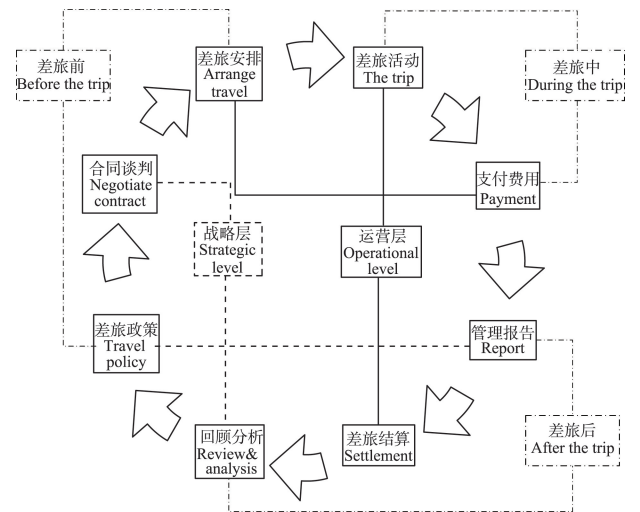 差旅前
Before the trip
差旅安排
Arrange
travel
差旅活动
The trip
差旅中
During the trip
合同谈判
Negotiate
contract
支付费用
Payment
战略层
Strategic
level
运营层
Operational
level
差旅政策
Travel
policy
管理报告
Report
回顾分析
Review&
analysis
差旅结算
Settlement
差旅后
After the trip